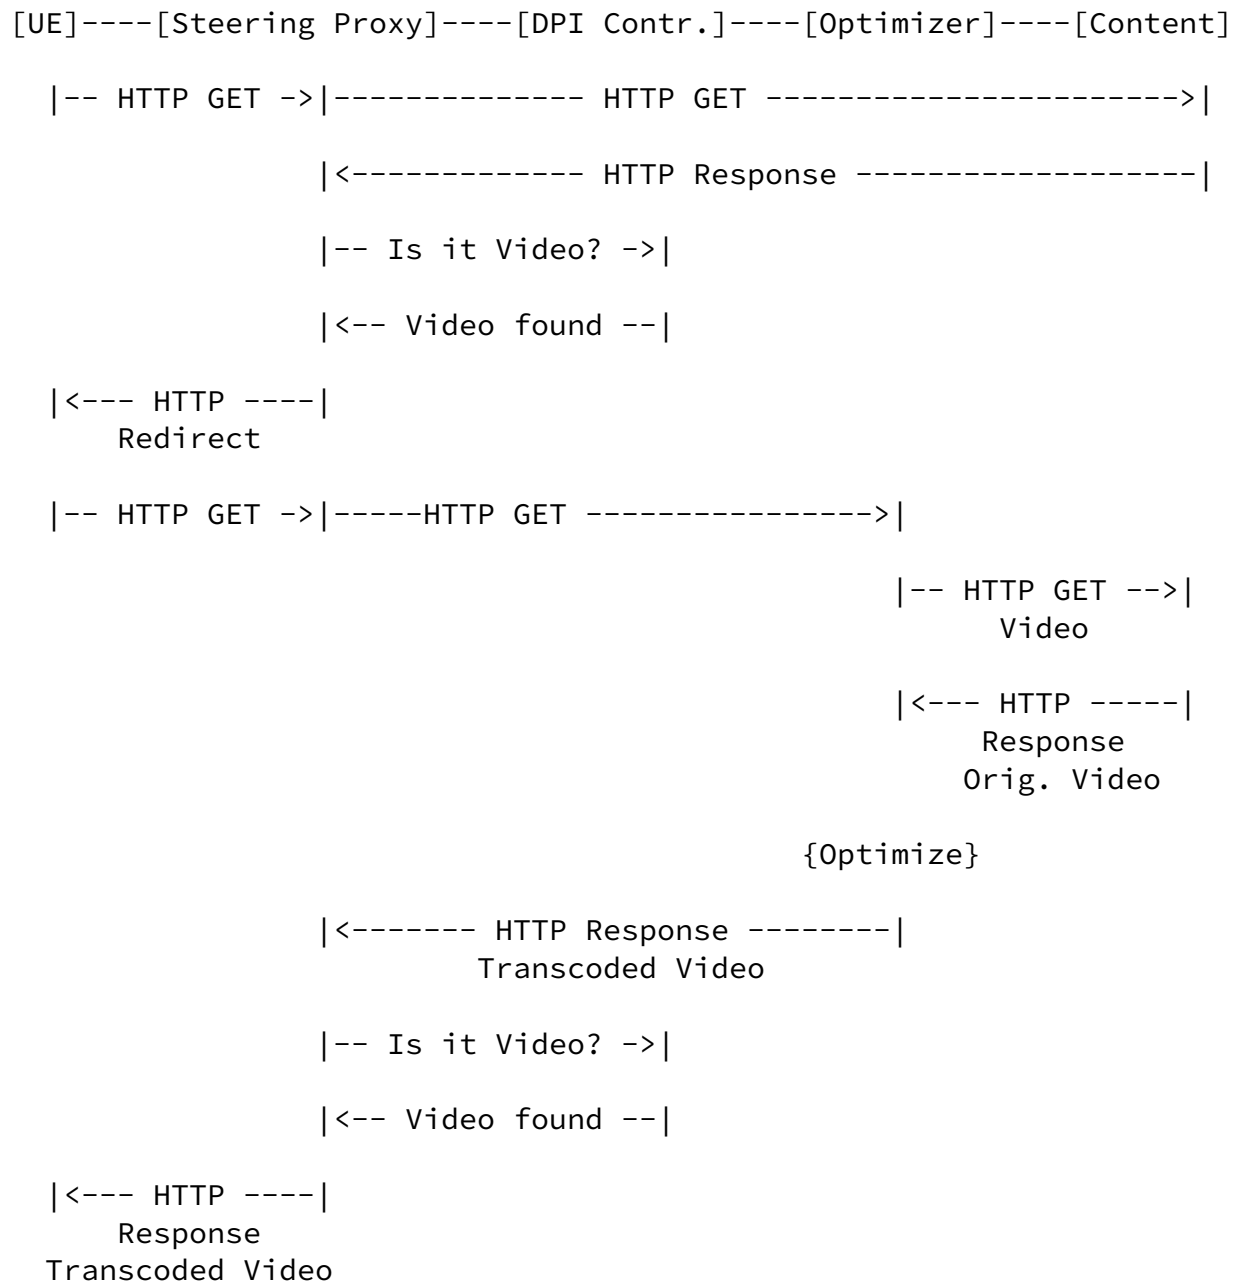 [UE]----[Steering Proxy]----[DPI Contr.]----[Optimizer]----[Content]
|-- HTTP GET ->|-------------- HTTP GET ----------------------->|
|<------------- HTTP Response -------------------|
|-- Is it Video? ->|
|<-- Video found --|
|<--- HTTP ----|
Redirect
|-- HTTP GET ->|-----HTTP GET ---------------->|
|-- HTTP GET -->|
Video
|<--- HTTP -----|
Response
Orig. Video
{Optimize}
|<------- HTTP Response --------|
Transcoded Video
|-- Is it Video? ->|
|<-- Video found --|
|<--- HTTP ----|
Response
Transcoded Video